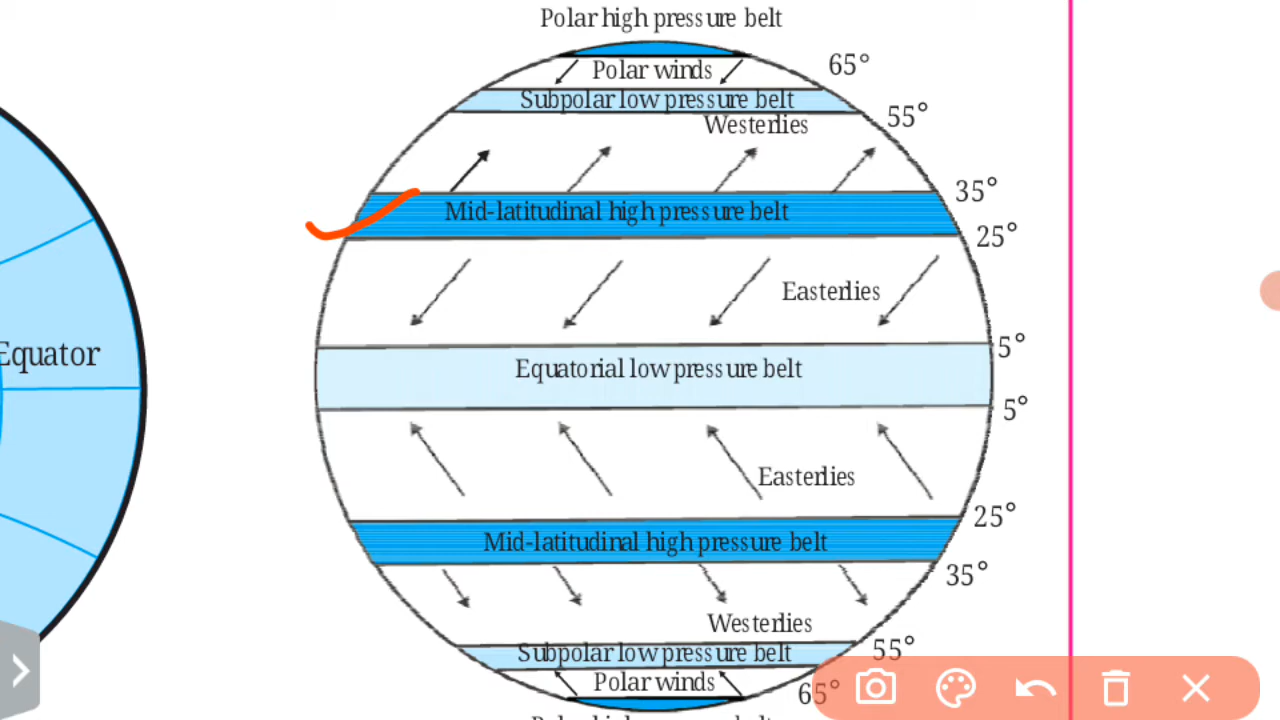 Polar high pressure belt
65°
Polar winds
Subpolar low pressure belt
55°
Westerlies
35°
Mid-latitudinal high pressure belt
25°
Easterlies
5°
Equator
Equatorial low pressure belt
5°
Easterlies
25°
Mid-latitudinal high pressure belt
35°
Westerlies
55°
Subpolar low pressure belt
Polar winds
65°